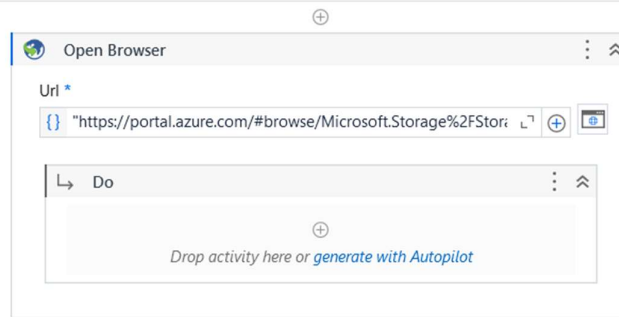 Open Browser
Url *
{} "https://portal.azure.com/#browse/Microsoft.Storage%2FStor
Do
Drop activity here or generate with Autopilot